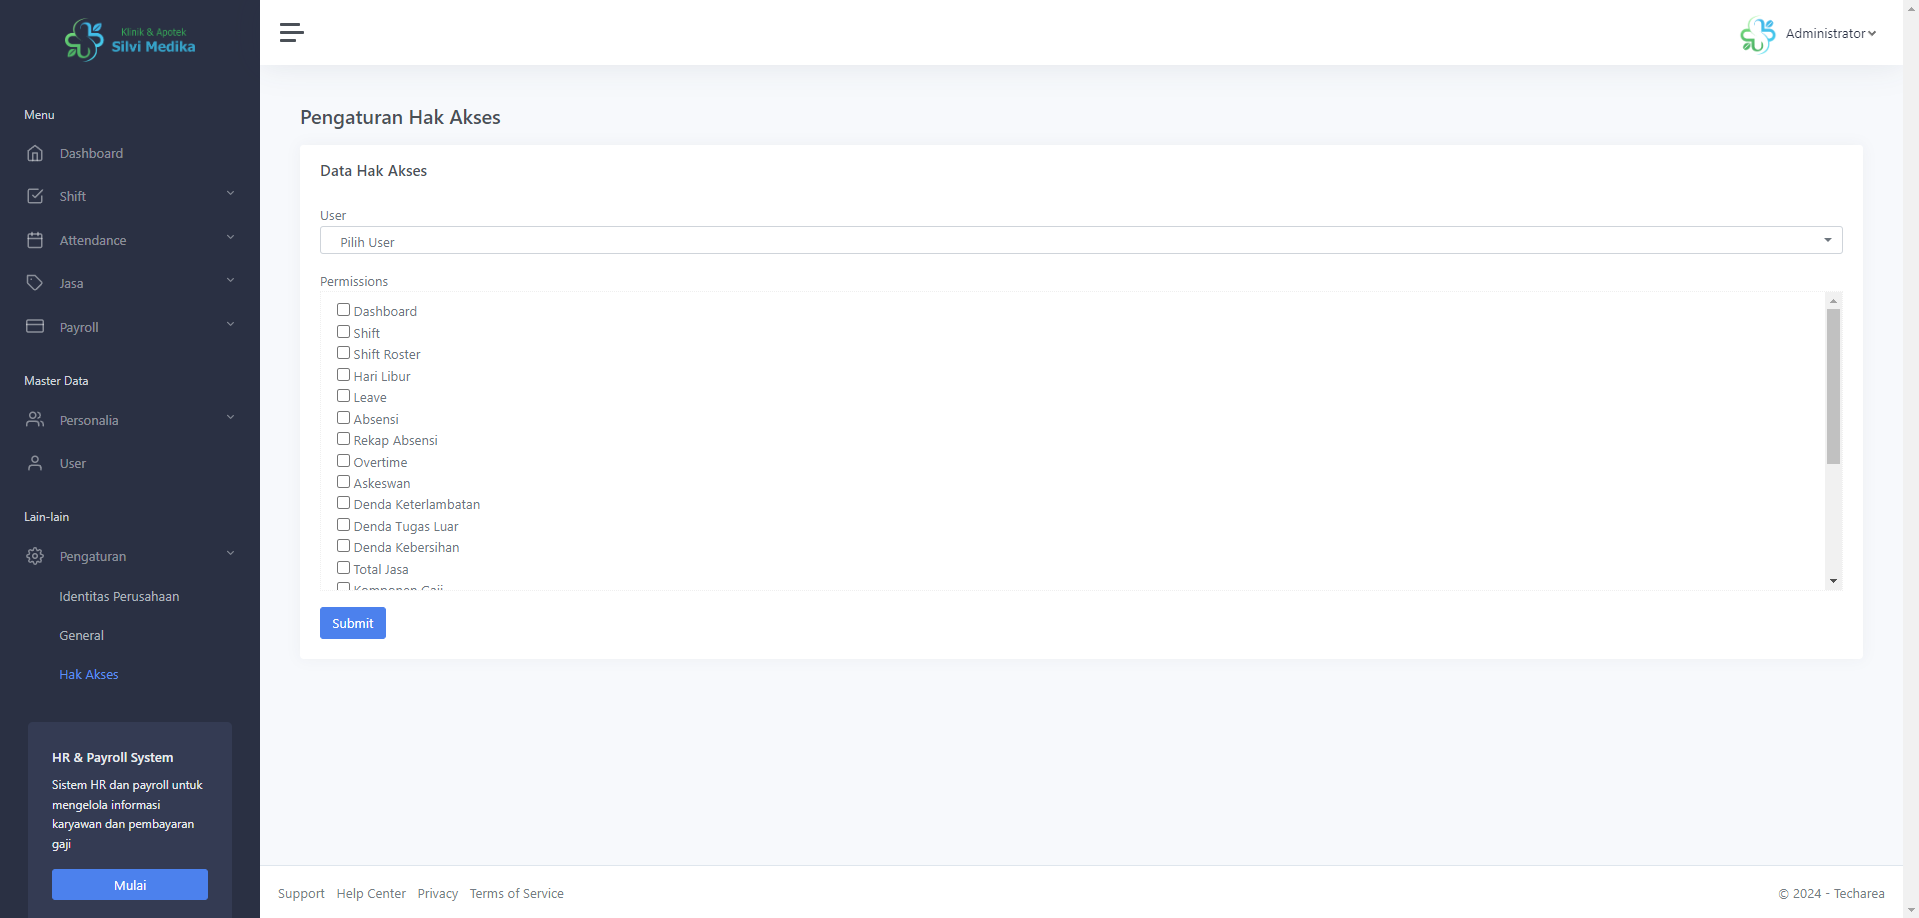 Klinik & Apotek
Silvi Medika
Administrator
Menu
Dashboard
Shift
Attendance
Jasa
Payroll
Master Data
Personalia
User
Lain-lain
Pengaturan
Identitas Perusahaan
General
Hak Akses
HR & Payroll System
Sistem HR dan payroll untuk
mengelola informasi
karyawan dan pembayaran
gaji
Mulai
Pengaturan Hak Akses
Data Hak Akses
User
Pilih User
Permissions
Dashboard
Shift
Shift Roster
Hari Libur
Leave
Absensi
Rekap Absensi
Overtime
Askeswan
Denda Keterlambatan
Denda Tugas Luar
Denda Kebersihan
Total Jasa
Komponen Gaji
Submit
Support Help Center Privacy Terms of Service
© 2024 - Techarea